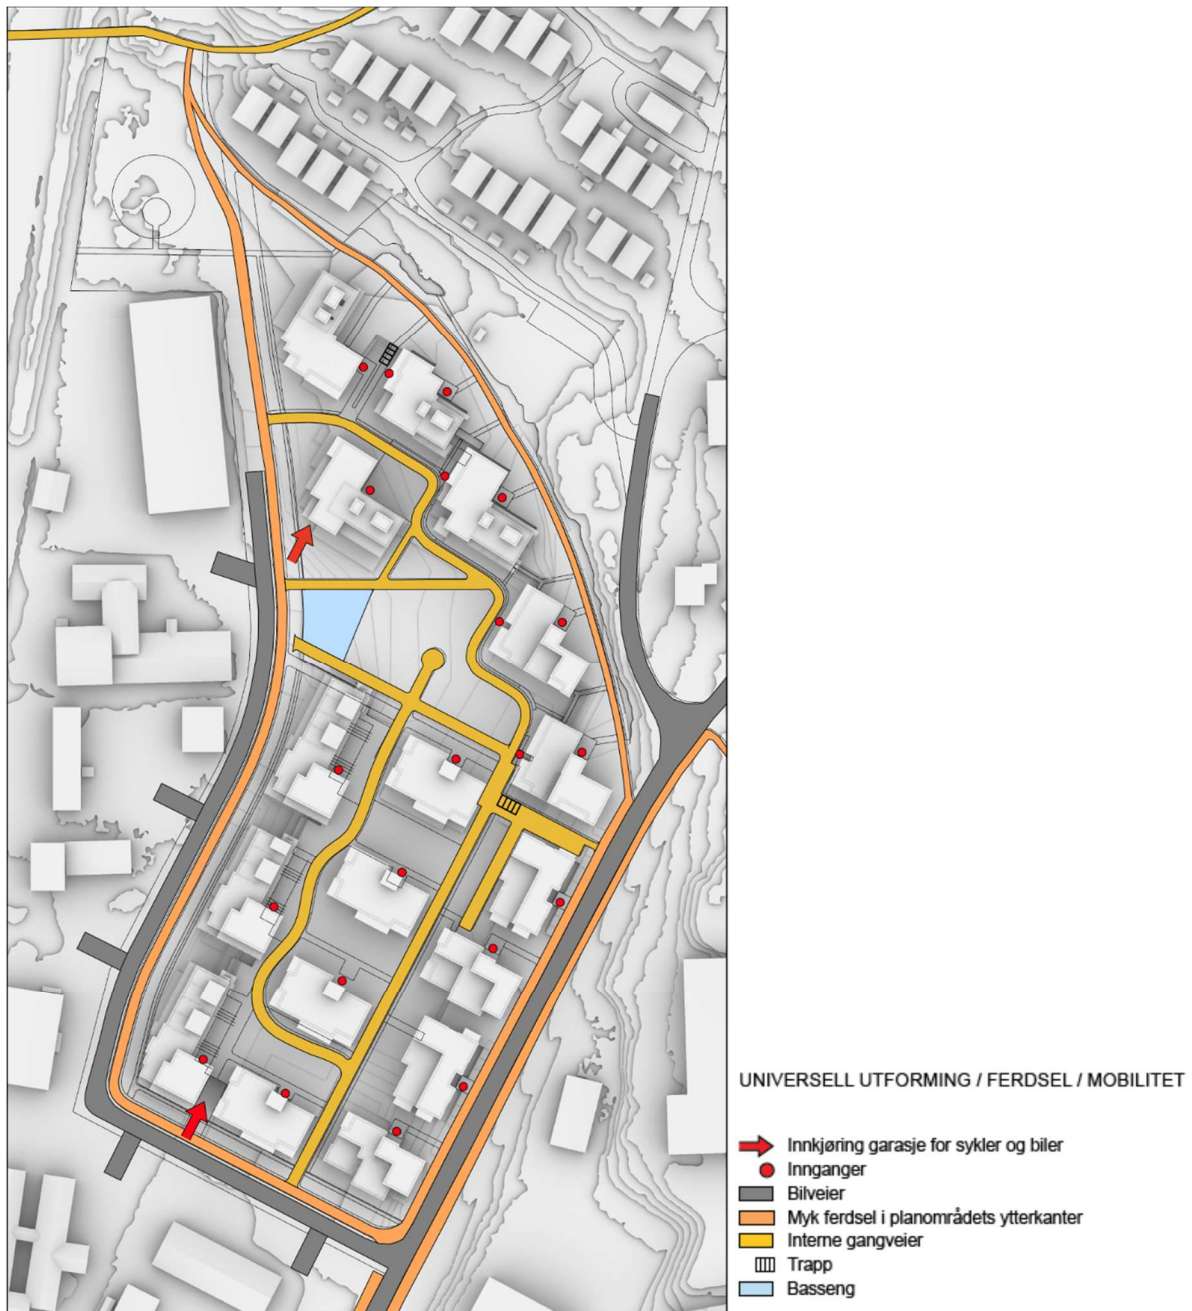 UNIVERSELL UTFORMING / FERDSEL / MOBILITET
Innkjøring garasje for sykler og biler
Innganger
Bilveier
Myk ferdsel i planområdets ytterkanter
Interne gangveier
Trapp
Basseng